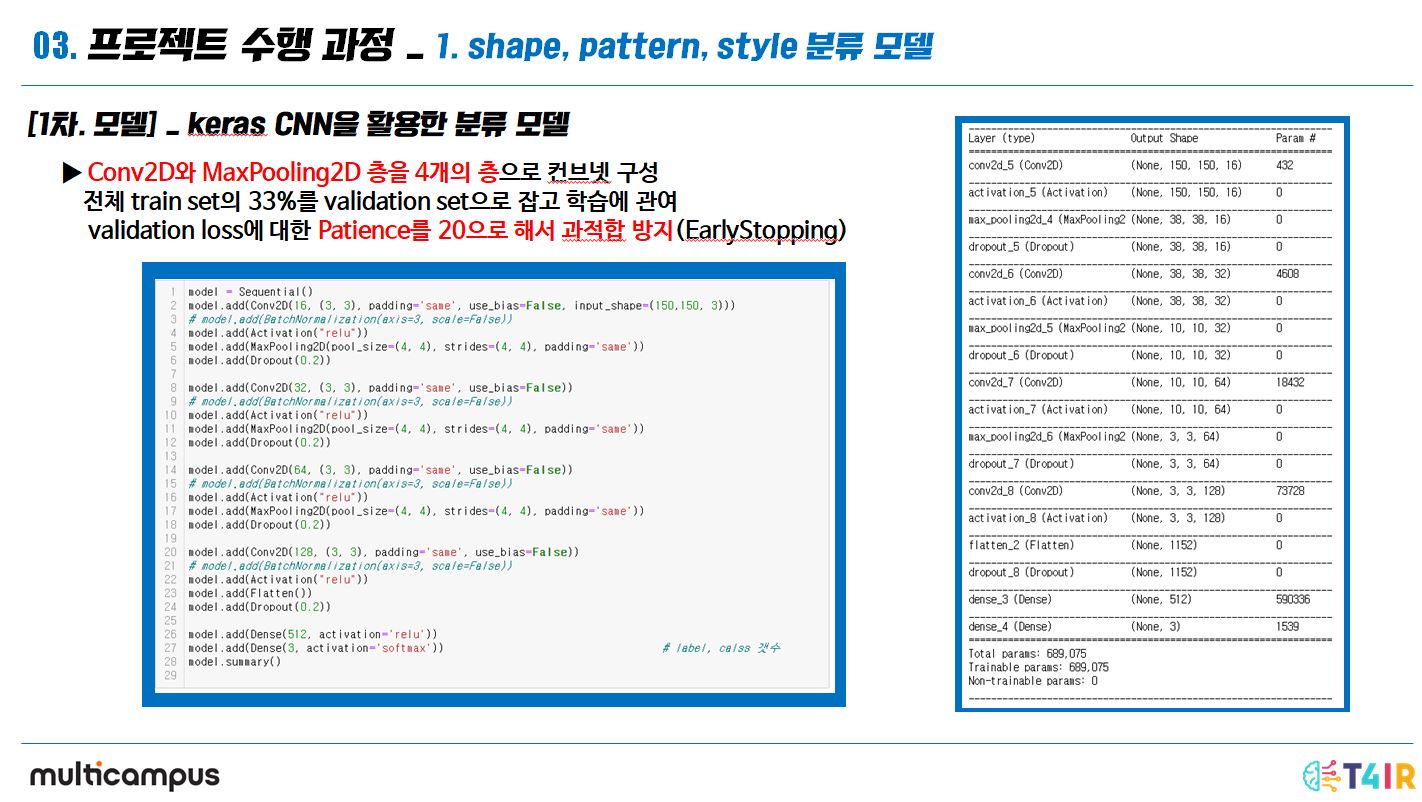 03. 프로젝트 수행 과정 _ 1. shape, pattern, style 분류 모델
[1차. 모델] _ keras CNN을 활용한 분류 모델
▶ Conv2D와 MaxPooling2D 층을 4개의 층으로 컨브넷 구성
전체 train set의 33%를 validation set으로 잡고 학습에 관여
validation loss에 대한 Patience를 20으로 해서 과적합 방지(EarlyStopping)
1 model = Sequential()
2 model.add(Conv2D(16, (3, 3), padding='same', use_bias=False, input_shape=(150,150, 3)))
3 # model.add(BatchNormalization(axis=3, scale=False))
4 model.add(Activation("relu"))
5 model.add(MaxPooling2D(pool_size=(4, 4), strides=(4, 4), padding='same'))
6 model.add(Dropout(0.2))
7
8 model.add(Conv2D(32, (3, 3), padding='same', use_bias=False))
9 # model.add(BatchNormalization(axis=3, scale=False))
10 model.add(Activation("relu"))
11 model.add(MaxPooling2D(pool_size=(4, 4), strides=(4, 4), padding='same'))
12 model.add(Dropout(0.2))
13
14 model.add(Conv2D(64, (3, 3), padding='same', use_bias=False))
15 # model.add(BatchNormalization(axis=3, scale=False))
16 model.add(Activation("relu"))
17 model.add(MaxPooling2D(pool_size=(4, 4), strides=(4, 4), padding='same'))
18 model.add(Dropout(0.2))
19
20 model.add(Conv2D(128, (3, 3), padding='same', use_bias=False))
21 # model.add(BatchNormalization(axis=3, scale=False))
22 model.add(Activation("relu"))
23 model.add(Flatten())
24 model.add(Dropout(0.2))
25
26 model.add(Dense(512, activation='relu'))
27 model.add(Dense(3, activation='softmax')) # label, calss 갯수
28 model.summary()
29
Layer (type) Output Shape Param #
conv2d_5 (Conv2D) (None, 150, 150, 16) 432
activation_5 (Activation) (None, 150, 150, 16) 0
max_pooling2d_4 (MaxPooling2 (None, 38, 38, 16) 0
dropout_5 (Dropout) (None, 38, 38, 16) 0
conv2d_6 (Conv2D) (None, 38, 38, 32) 4608
activation_6 (Activation) (None, 38, 38, 32) 0
max_pooling2d_5 (MaxPooling2 (None, 10, 10, 32) 0
dropout_6 (Dropout) (None, 10, 10, 32) 0
conv2d_7 (Conv2D) (None, 10, 10, 64) 18432
activation_7 (Activation) (None, 10, 10, 64) 0
max_pooling2d_6 (MaxPooling2 (None, 3, 3, 64) 0
dropout_7 (Dropout) (None, 3, 3, 64) 0
conv2d_8 (Conv2D) (None, 3, 3, 128) 73728
activation_8 (Activation) (None, 3, 3, 128) 0
flatten_2 (Flatten) (None, 1152) 0
dropout_8 (Dropout) (None, 1152) 0
dense_3 (Dense) (None, 512) 590336
dense_4 (Dense) (None, 3) 1539
Total params: 689,075
Trainable params: 689,075
Non-trainable params: 0
multicampus
T4IR